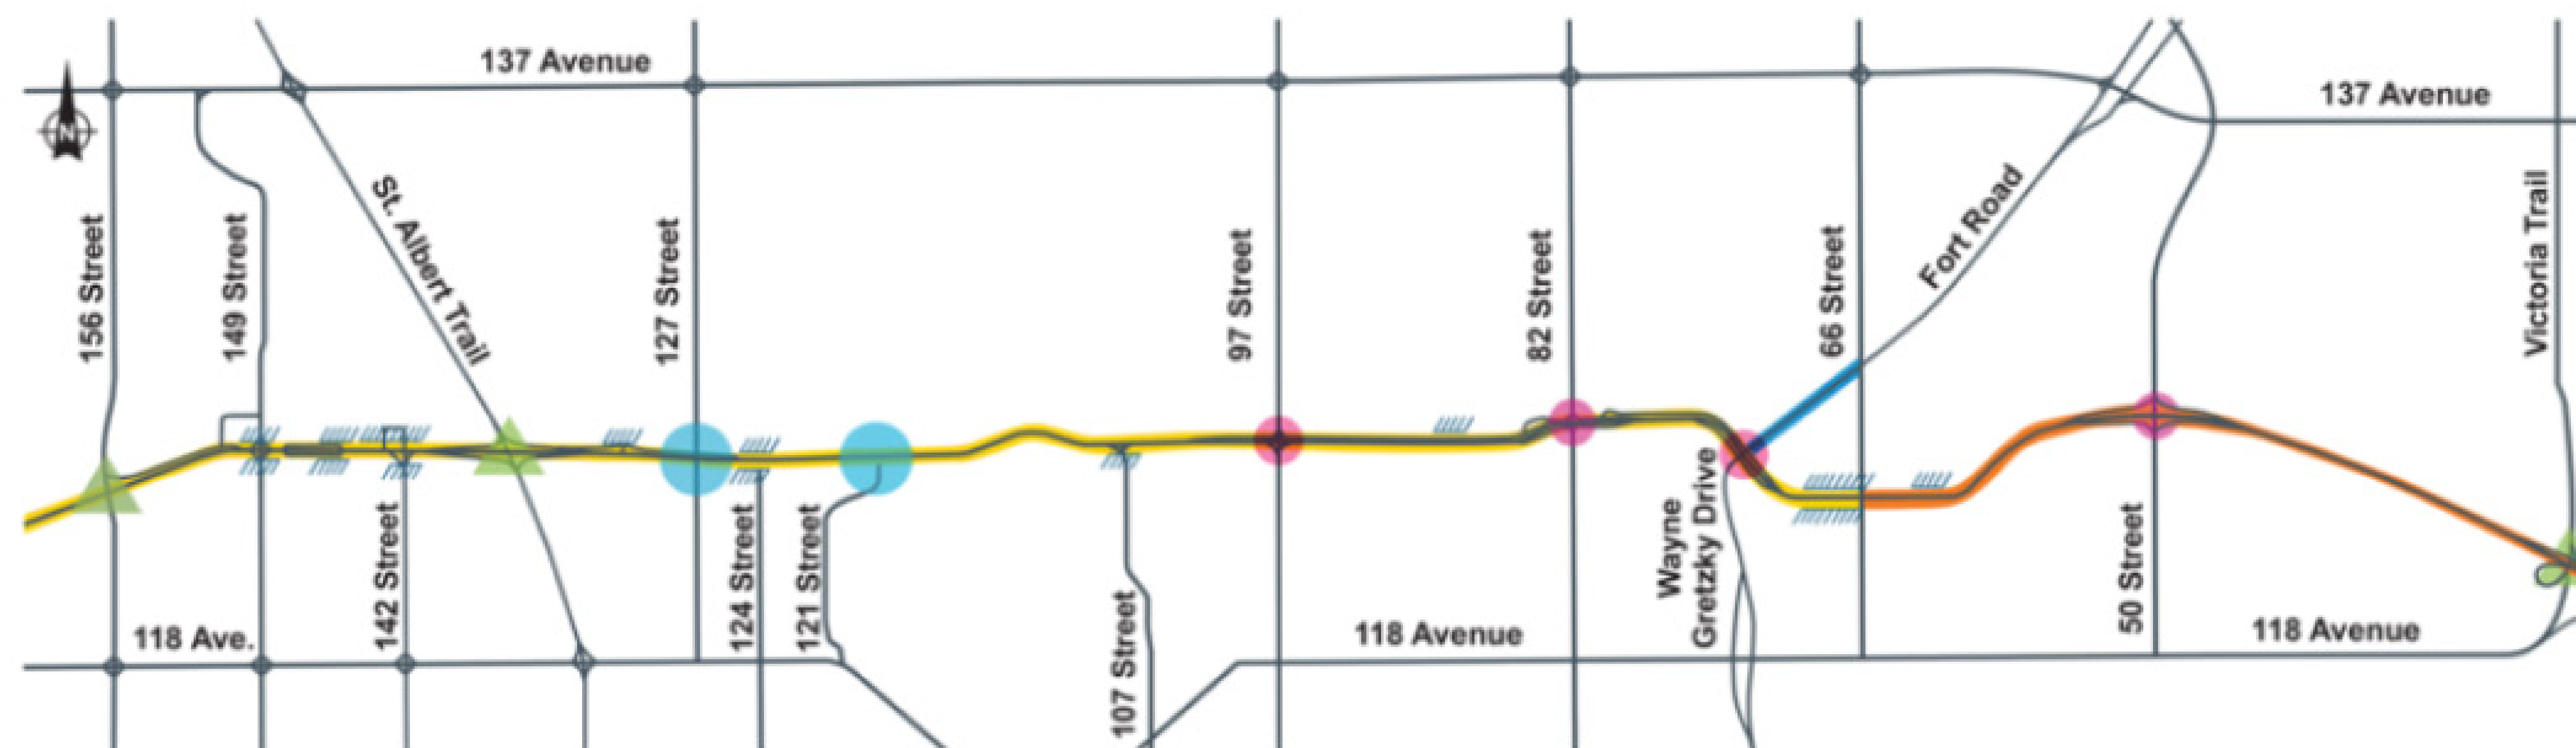 137 Avenue
137 Avenue
N
156 Street
149 Street
St. Albert Trail
127 Street
97 Street
82 Street
66 Street
Fort Road
Victoria Trail
142 Street
124 Street
121 Street
107 Street
Wayne
Gretzky Drive
50 Street
118 Ave.
118 Avenue
118 Avenue